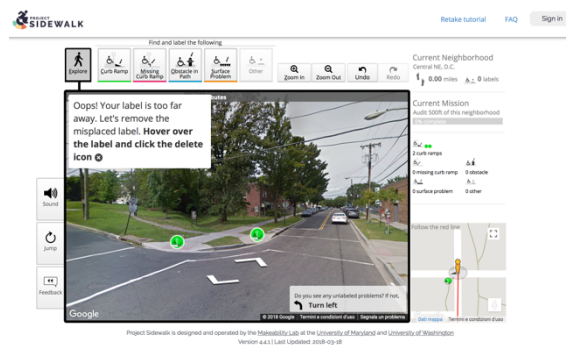 PROJECT
SIDEWALK
Retake tutorial
FAQ
Sign in
Find and label the following
Explore
Curb Ramp
Missing
Curb Ramp
Obstacle in
Path
Surface
Problem
Other
Zoom In
Zoom Out
Undo
Redo
Current Neighborhood
Central NE, D.C.
0.00 miles
0 labels
Oops! Your label is too far
away. Let's remove the
misplaced label. Hover over
the label and click the delete
icon
Current Mission
Audit 500ft of this neighborhood
2 curb ramps
0 missing curb ramp
0 obstacle
0 surface problem
0 other
Sound
Jump
Feedback
Follow the red line
Do you see any unlabeled problems? If not,
Turn left
Google
© 2018 Google
Termini e condizioni d'uso
Segnala un problema
Dati mappa
Termini e condizioni d'uso
Project Sidewalk is designed and operated by the Makeability Lab at the University of Maryland and University of Washington
Version 4.4.1 | Last Updated: 2018-03-18